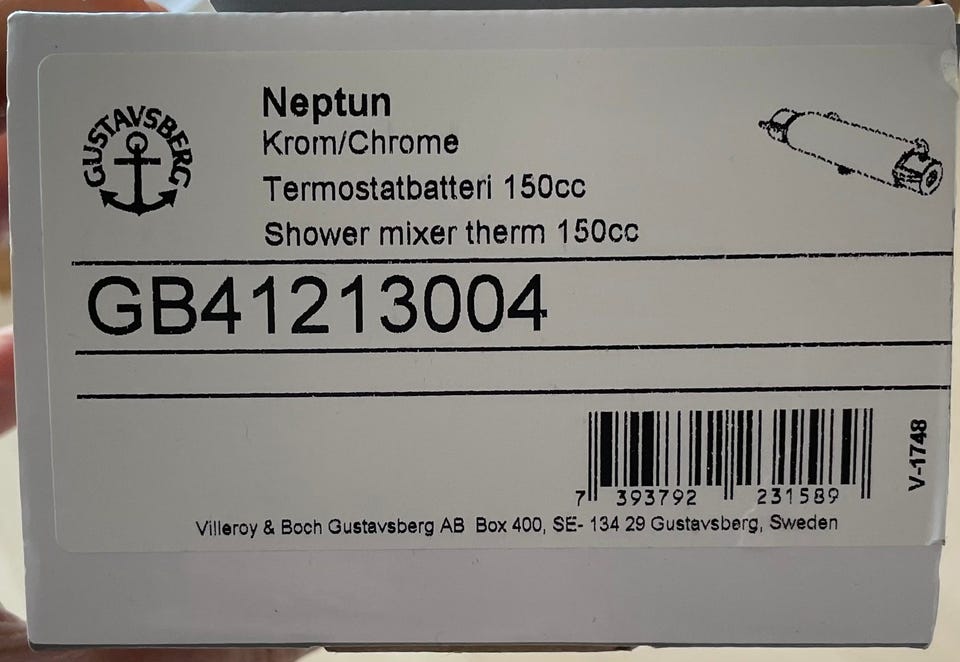 GUSTAVSBERG
Neptun
Krom/Chrome
Termostatbatteri 150cc
Shower mixer therm 150cc
GB41213004
7 393792 231589
V-1748
Villeroy & Boch Gustavsberg AB Box 400, SE- 134 29 Gustavsberg, Sweden